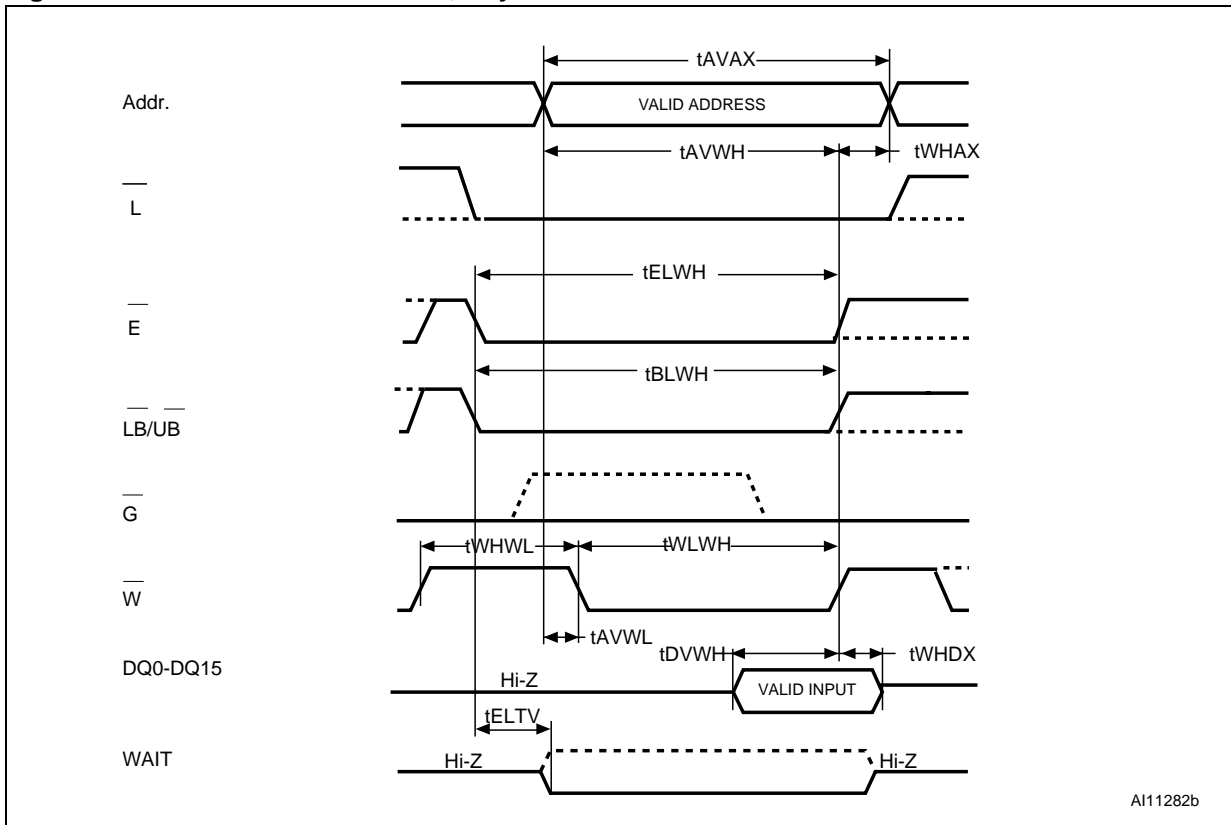 tAVAX
Addr.
VALID ADDRESS
tAVWH
tWHAX
L
tELWH
E
tBLWH
LB/UB
G
tWHWL
tWLWH
W
tAVWL
tDVWH
tWHDX
DQ0-DQ15
Hi-Z
VALID INPUT
tELTV
WAIT
Hi-Z
Hi-Z
AI11282b